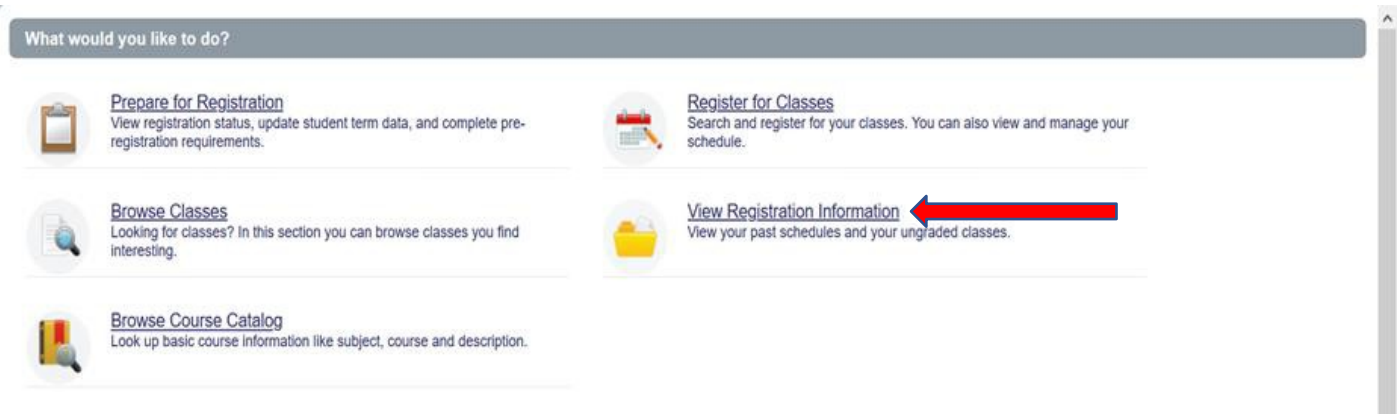 What would you like to do?
Prepare for Registration
View registration status, update student term data, and complete pre-
registration requirements.
Register for Classes
Search and register for your classes. You can also view and manage your
schedule.
Browse Classes
Looking for classes? In this section you can browse classes you find
interesting.
View Registration Information
View your past schedules and your ungraded classes.
Browse Course Catalog
Look up basic course information like subject, course and description.